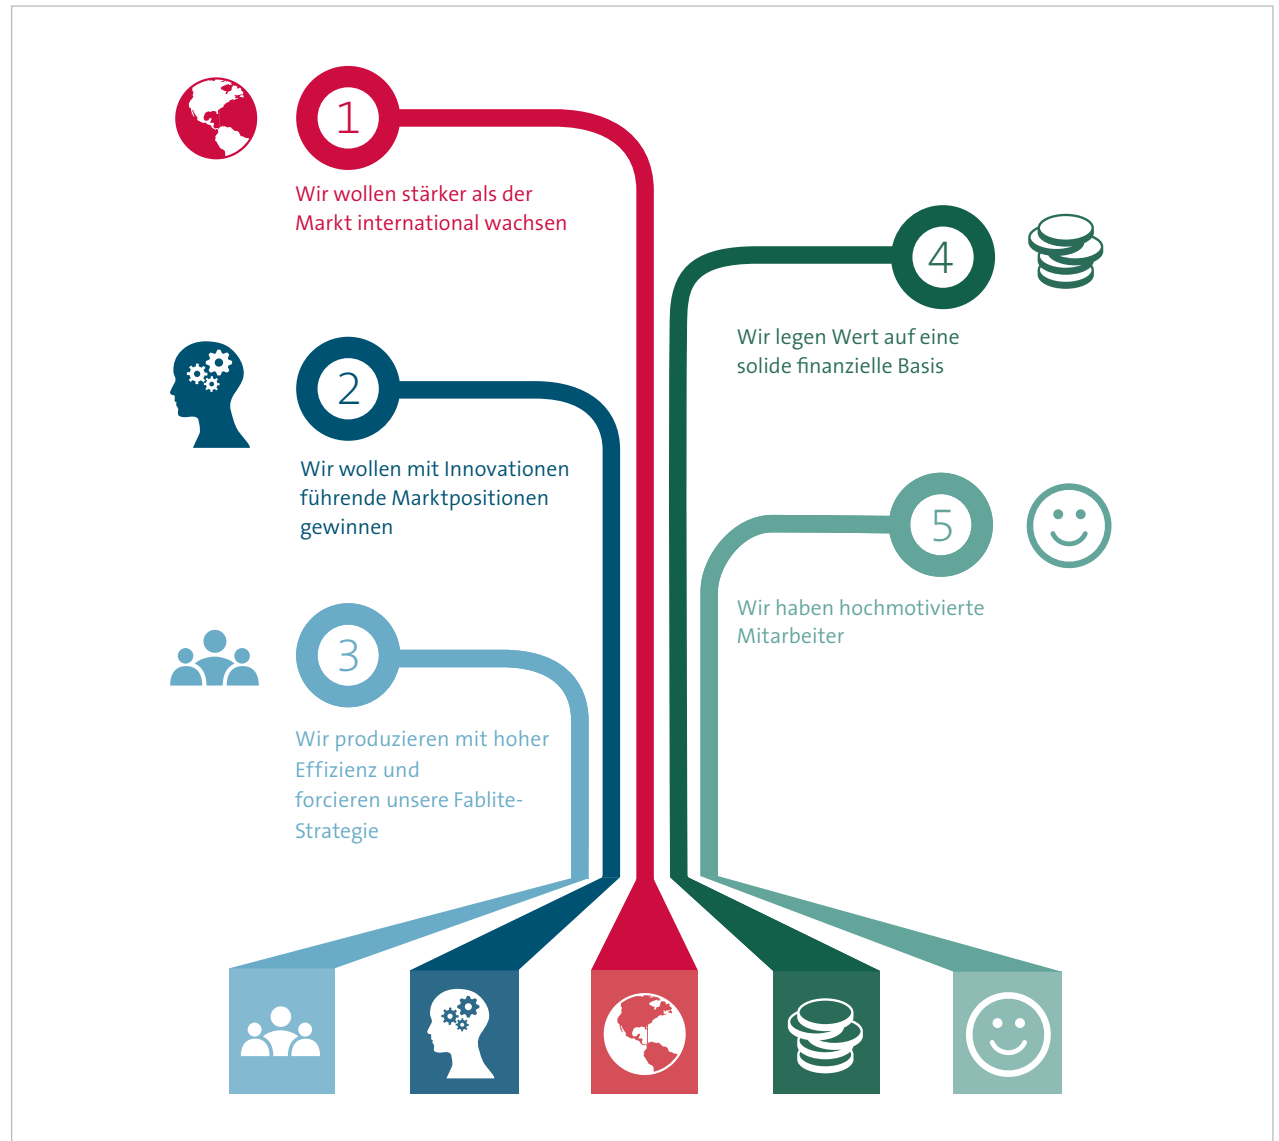 1
Wir wollen stärker als der
Markt international wachsen
2
Wir wollen mit Innovationen
führende Marktpositionen
gewinnen
3
Wir produzieren mit hoher
Effizienz und
forcieren unsere Fablite-
Strategie
4
Wir legen Wert auf eine
solide finanzielle Basis
5
Wir haben hochmotivierte
Mitarbeiter